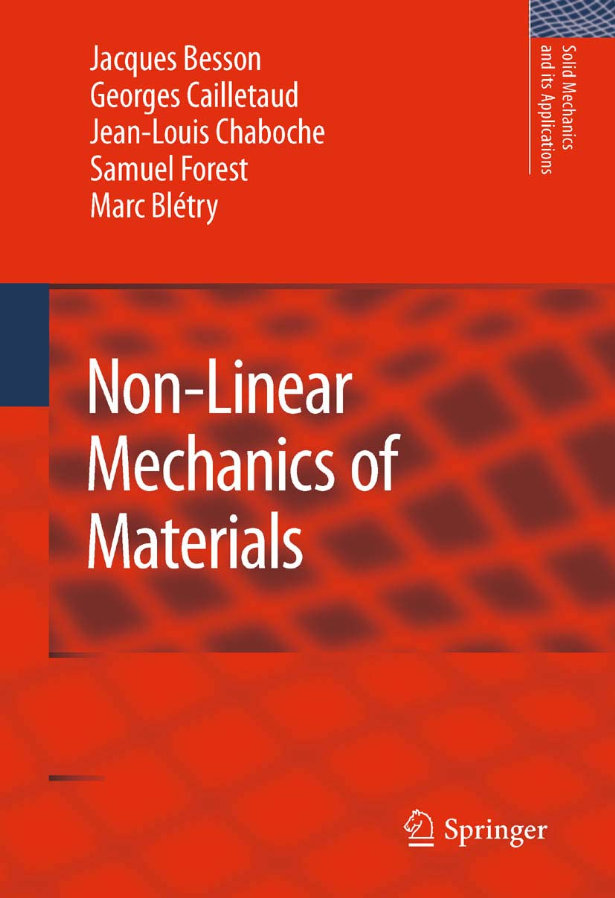 Jacques Besson
Georges Cailletaud
Jean-Louis Chaboche
Samuel Forest
Marc Blétry
Solid Mechanics
and its Applications
Non-Linear
Mechanics of
Materials
Springer